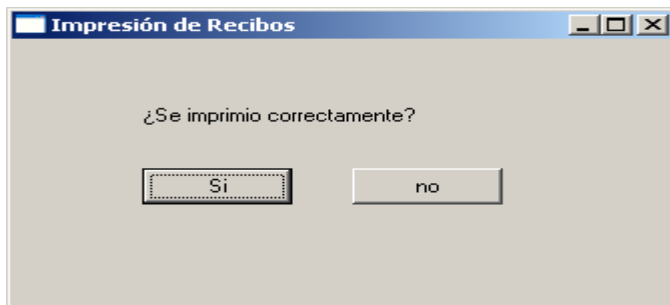 Impresión de Recibos
¿Se imprimio correctamente?
Si no